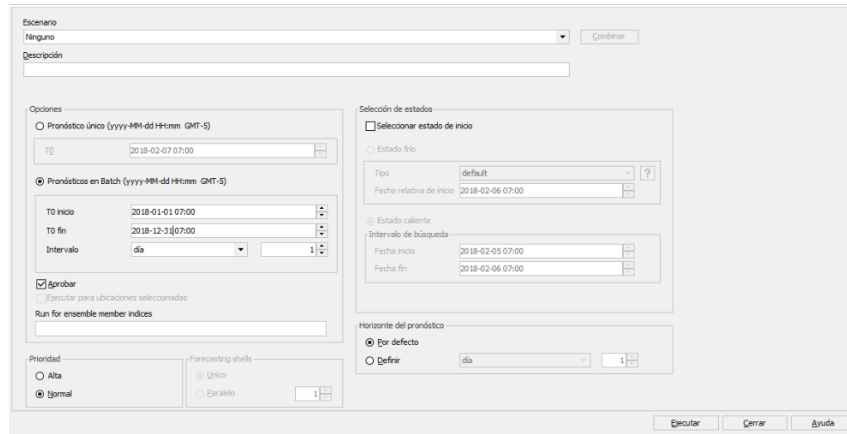 Escenario
Ninguno
Combinar
Descripción
Opciones
Pronóstico único (yyyy-MM-dd HH:mm GMT-5)
T0
2018-02-07 07:00
Pronósticos en Batch (yyyy-MM-dd HH:mm GMT-5)
T0 inicio
2018-01-01 07:00
T0 fin
2018-12-31 07:00
Intervalo
día
1
Aprobar
Ejecutar para ubicaciones seleccionadas
Run for ensemble member indices
Prioridad
Alta
Normal
Forecasting shells
Unico
Paralelo
1
Selección de estados
Seleccionar estado de inicio
Estado frío
Tipo
default
?
Fecha relativa de inicio
2018-02-06 07:00
Estado caliente
Intervalo de búsqueda
Fecha inicio
2018-02-05 07:00
Fecha fin
2018-02-06 07:00
Horizonte del pronóstico
Por defecto
Definir
día
1
Ejecutar
Cerrar
Ayuda